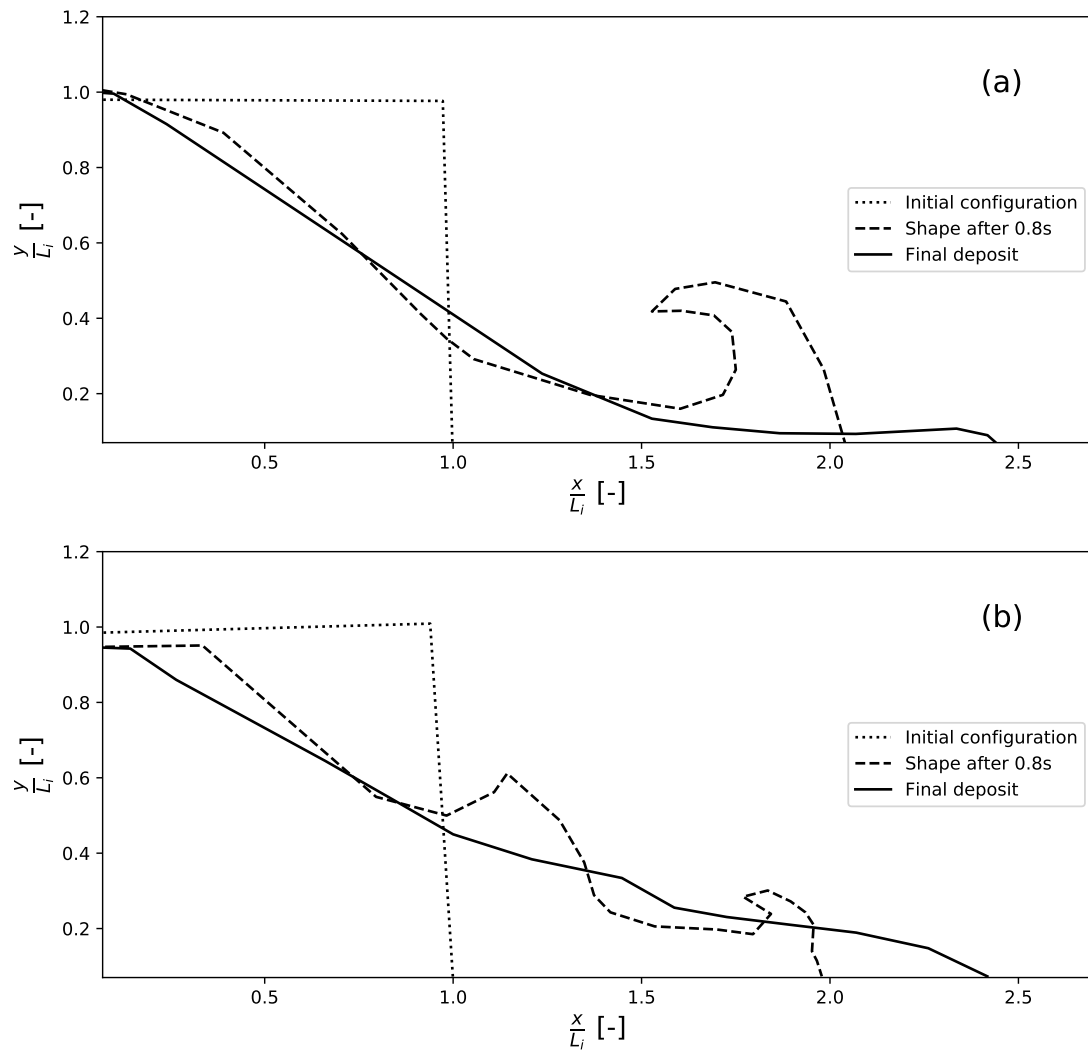 1.2
(a)
1.0
0.8
Initial configuration
Shape after 0.8s
Final deposit
0.6
y/L_i [-]
0.4
0.2
0.5 1.0 1.5 2.0 2.5
x/L_i [-]
1.2
(b)
1.0
0.8
Initial configuration
Shape after 0.8s
Final deposit
0.6
y/L_i [-]
0.4
0.2
0.5 1.0 1.5 2.0 2.5
x/L_i [-]